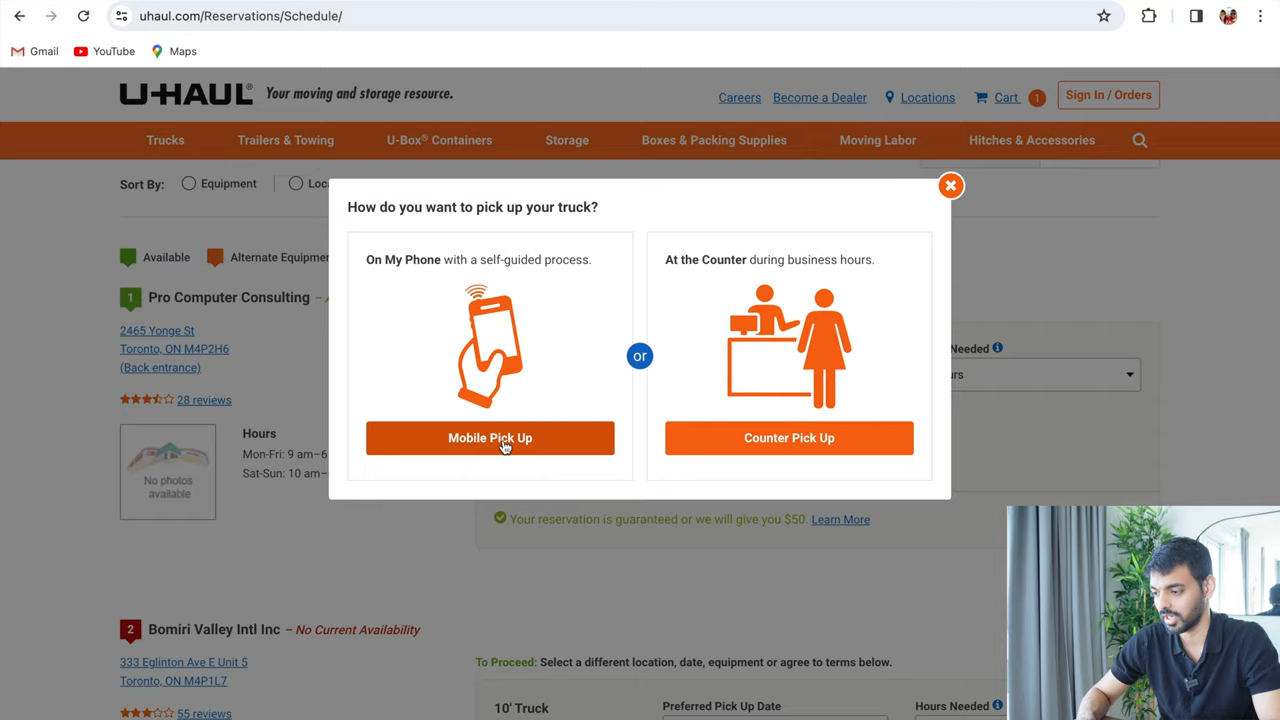 uhaul.com/Reservations/Schedule/
Gmail YouTube Maps
U-HAUL® Your moving and storage resource.
Careers Become a Dealer Locations Cart 1 Sign In / Orders
Trucks Trailers & Towing U-Box® Containers Storage Boxes & Packing Supplies Moving Labor Hitches & Accessories
Sort By: Equipment
How do you want to pick up your truck?
On My Phone with a self-guided process.
At the Counter during business hours.
or
Mobile Pick Up
Counter Pick Up
Available Alternate
1 Pro Computer Consulting
2465 Yonge St
Toronto, ON M4P2H6
(Back entrance)
28 reviews
No photos
available
Hours
Mon-Fri: 9 am–6
Sat-Sun: 10 am–
Needed
Your reservation is guaranteed or we will give you $50. Learn More
2 Bomiri Valley Intl Inc – No Current Availability
333 Eglinton Ave E Unit 5
Toronto, ON M4P1L7
55 reviews
To Proceed: Select a different location, date, equipment or agree to terms below.
10' Truck
Preferred Pick Up Date
Hours Needed